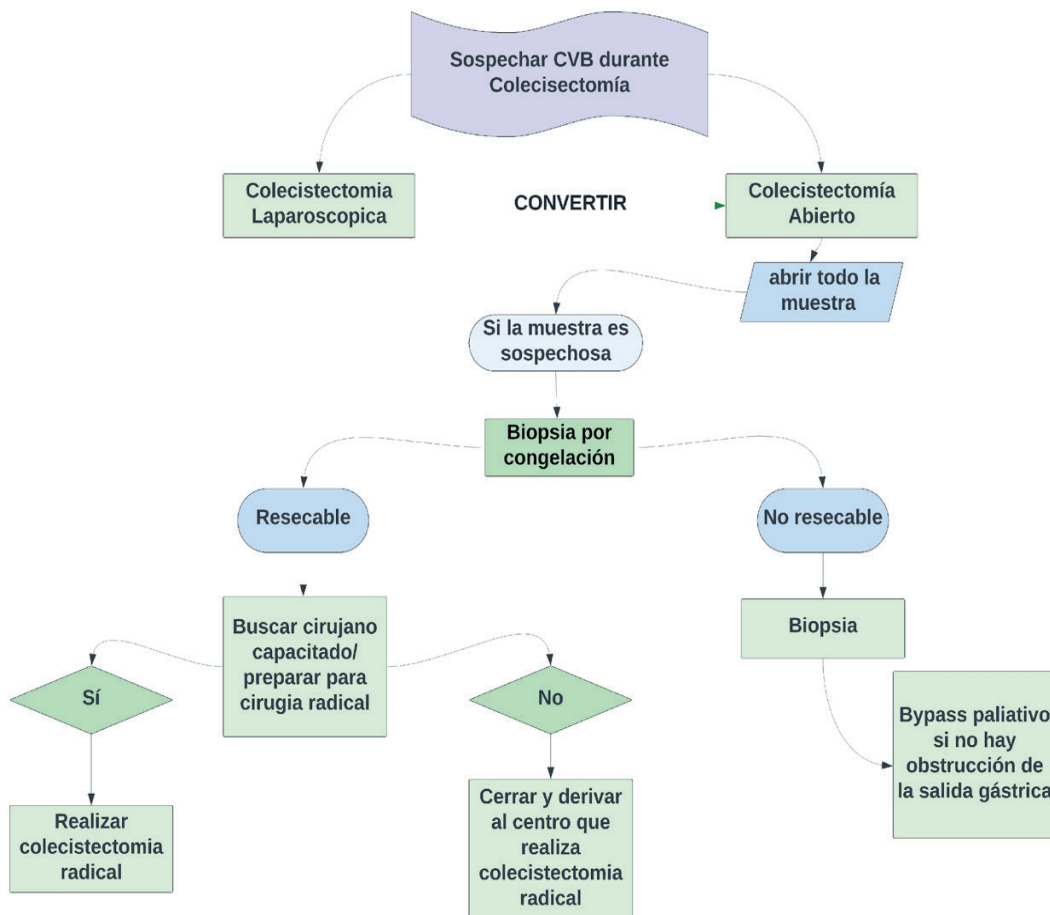 Sospechar CVB durante
Colecisectomía
Colecistectomia
Laparoscopica
CONVERTIR
Colecistectomía
Abierto
abrir todo la
muestra
Si la muestra es
sospechosa
Biopsia por
congelación
Resecable
No resecable
Buscar cirujano
capacitado/
preparar para
cirugia radical
Biopsia
Sí
No
Bypass paliativo
si no hay
obstrucción de
la salida gástrica
Realizar
colecistectomia
radical
Cerrar y derivar
al centro que
realiza
colecistectomia
radical